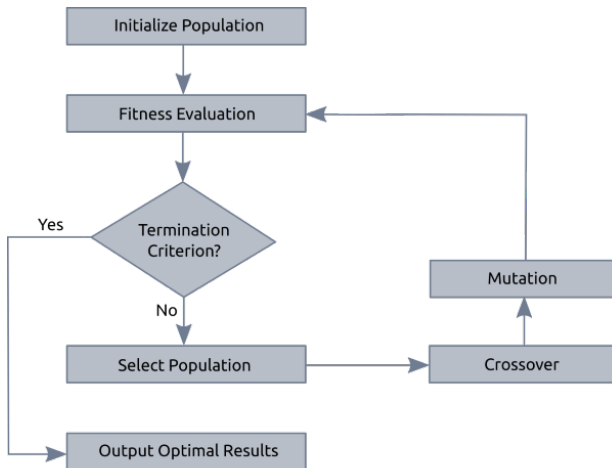 Initialize Population
Fitness Evaluation
Yes
Termination
Criterion?
Mutation
No
Select Population
Crossover
Output Optimal Results